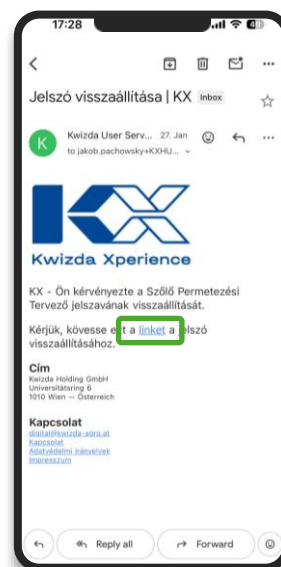 17:28
Jelszó visszaállítása | KX Inbox
K
Kwizda User Serv... 27. Jan
to jakob.pachowsky+KXHU...
KX
Kwizda Xperience
KX - Ön kérvényezte a Szőlő Permetezési
Tervező jelszavának visszaállítását.
Kérjük, kövesse ezt a linket a jelszó
visszaállításához.
Cím
Kwizda Holding GmbH
Universitätsring 6
1010 Wien – Österreich
Kapcsolat
digital@kwizda-agro.at
Kapcsolat
Adatvédelmi irányelvek
Impresszum
Reply all
Forward